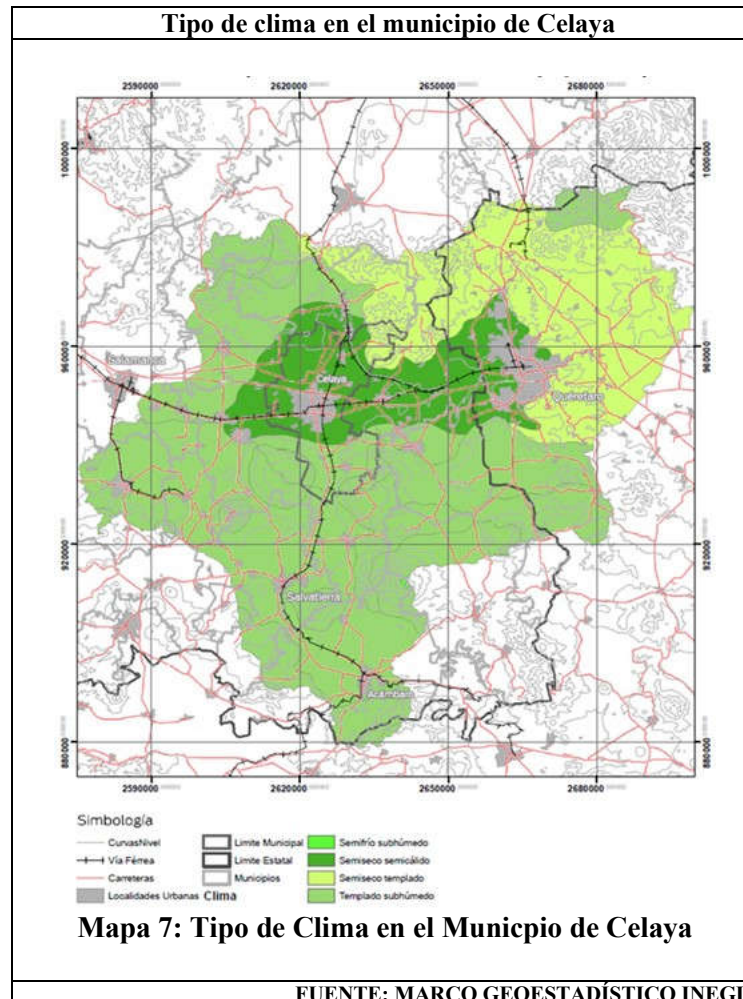 Tipo de clima en el municipio de Celaya
2590000 2620000 2650000 2680000
1000000 1000000
960000 960000
Salamanca
Celaya
Querétaro
920000 920000
Salvatierra
Acámbaro
880000 880000
2590000 2620000 2650000 2680000
Simbología
CurvasNivel Limite Municipal Semifrío subhúmedo
Vía Férrea Limite Estatal Semiseco semicálido
Carreteras Municipios Semiseco templado
Localidades Urbanas Clima Templado subhúmedo
Mapa 7: Tipo de Clima en el Municpio de Celaya
FUENTE: MARCO GEOESTADÍSTICO INEGI